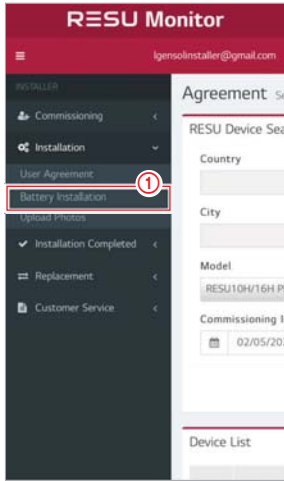 RESU Monitor
lgensolinstaller@gmail.com
INSTALLER
Commissioning
Installation
User Agreement
Battery Installation
1
Upload Photos
Installation Completed
Replacement
Customer Service
Agreement
RESU Device Sea
Country
City
Model
RESU10H/16H P
Commissioning I
02/05/20
Device List